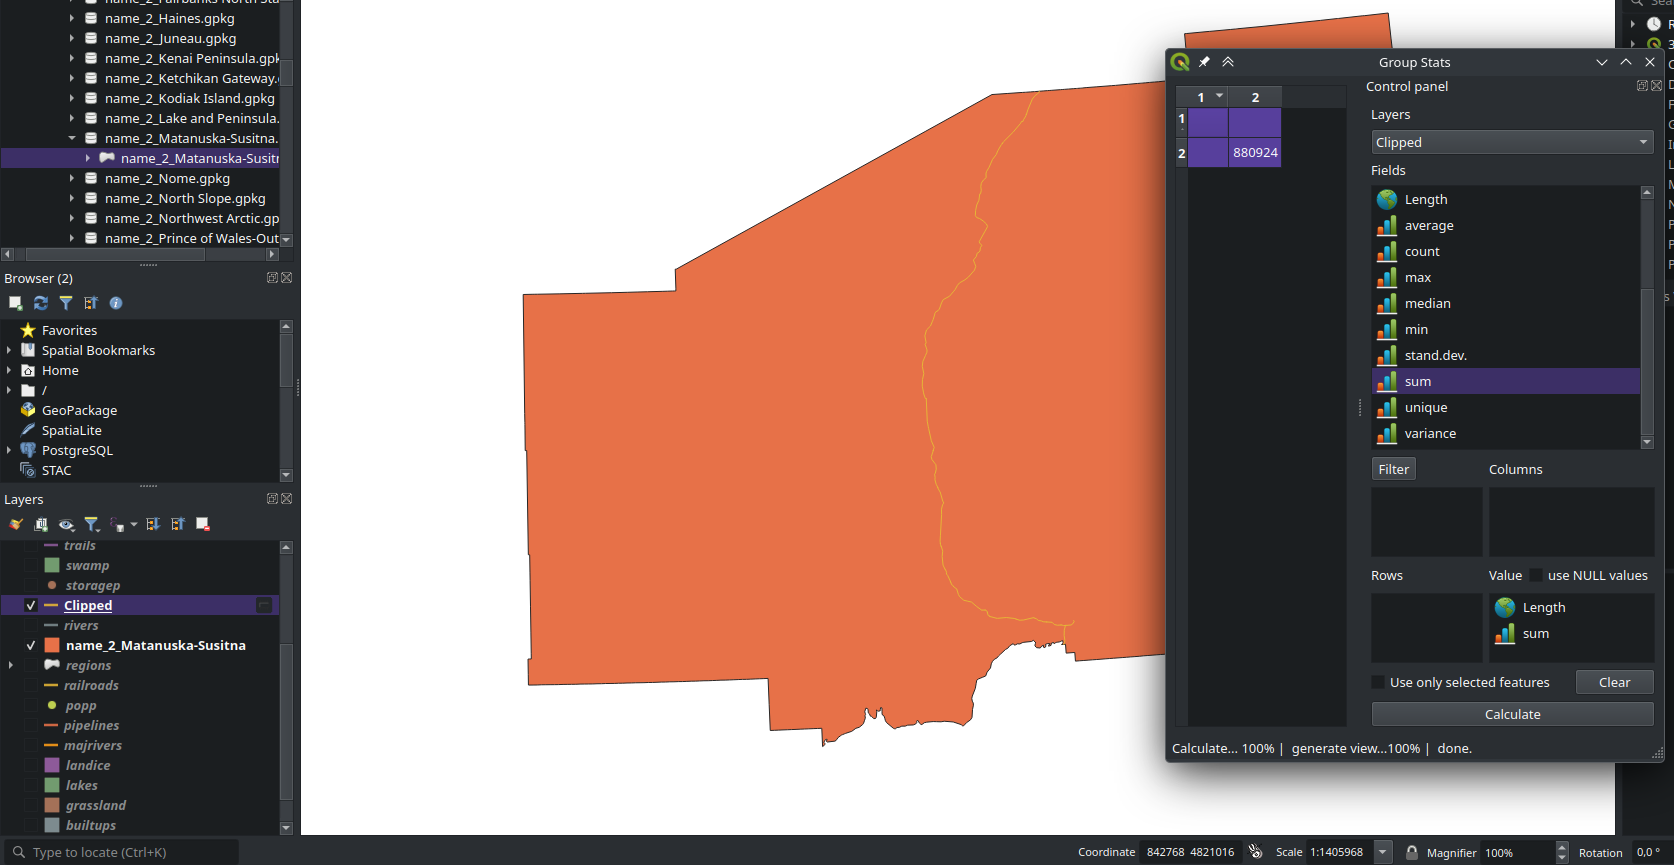 name_2_Haines.gpkg
name_2_Juneau.gpkg
name_2_Kenai Peninsula.gpk
name_2_Ketchikan Gateway.
name_2_Kodiak Island.gpkg
name_2_Lake and Peninsula.
name_2_Matanuska-Susitna.
name_2_Matanuska-Susitn
name_2_Nome.gpkg
name_2_North Slope.gpkg
name_2_Northwest Arctic.gp
name_2_Prince of Wales-Out
Browser (2)
Favorites
Spatial Bookmarks
Home
/
GeoPackage
SpatiaLite
PostgreSQL
STAC
Layers
trails
swamp
storagep
Clipped
rivers
name_2_Matanuska-Susitna
regions
railroads
popp
pipelines
majrivers
landice
lakes
grassland
builtups
Group Stats
1 2
1
2 880924
Control panel
Layers
Clipped
Fields
Length
average
count
max
median
min
stand.dev.
sum
unique
variance
Filter Columns
Rows Value use NULL values
Length
sum
Use only selected features Clear
Calculate
Calculate... 100% | generate view...100% | done.
Type to locate (Ctrl+K) Coordinate 842768 4821016 Scale 1:1405968 Magnifier 100% Rotation 0,0 °